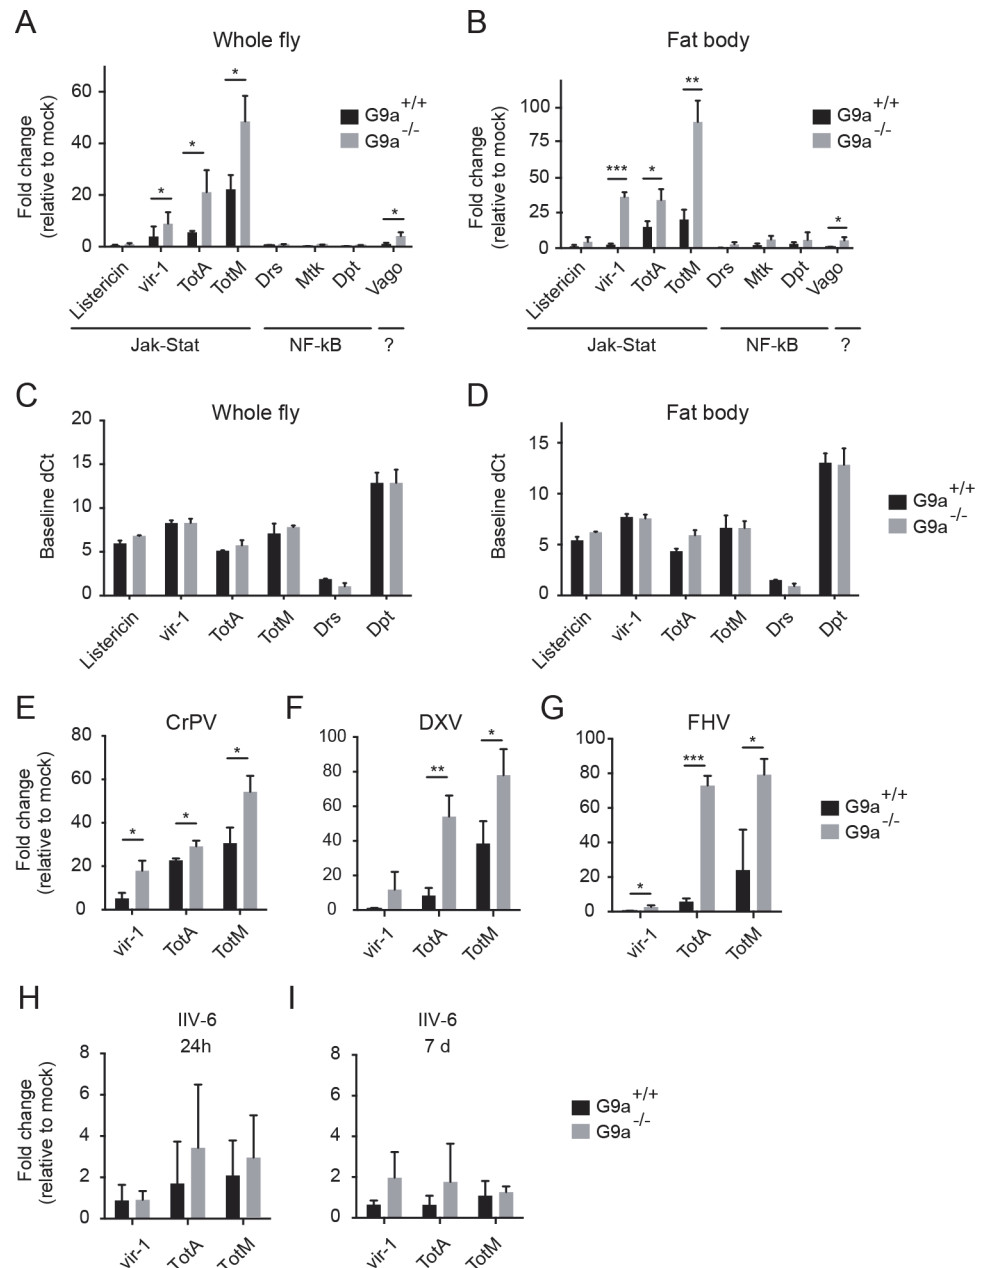 A
Whole fly
Fold change
(relative to mock)
60
40
20
0
*
*
*
*
G9a+/+
G9a-/-
Listericin
vir-1
TotA
TotM
Drs
Mtk
Dpt
Vago
Jak-Stat
NF-kB
?
B
Fat body
Fold change
(relative to mock)
100
75
50
25
0
***
*
**
*
G9a+/+
G9a-/-
Listericin
vir-1
TotA
TotM
Drs
Mtk
Dpt
Vago
Jak-Stat
NF-kB
?
C
Whole fly
Baseline dCt
20
15
10
5
0
Listericin
vir-1
TotA
TotM
Drs
Dpt
D
Fat body
Baseline dCt
15
10
5
0
Listericin
vir-1
TotA
TotM
Drs
Dpt
G9a+/+
G9a-/-
E
CrPV
Fold change
(relative to mock)
80
60
40
20
0
*
*
*
vir-1
TotA
TotM
F
DXV
100
80
60
40
20
0
**
*
vir-1
TotA
TotM
G
FHV
100
80
60
40
20
0
*
***
*
vir-1
TotA
TotM
G9a+/+
G9a-/-
H
IIV-6
24h
Fold change
(relative to mock)
8
6
4
2
0
vir-1
TotA
TotM
I
IIV-6
7 d
8
6
4
2
0
vir-1
TotA
TotM
G9a+/+
G9a-/-